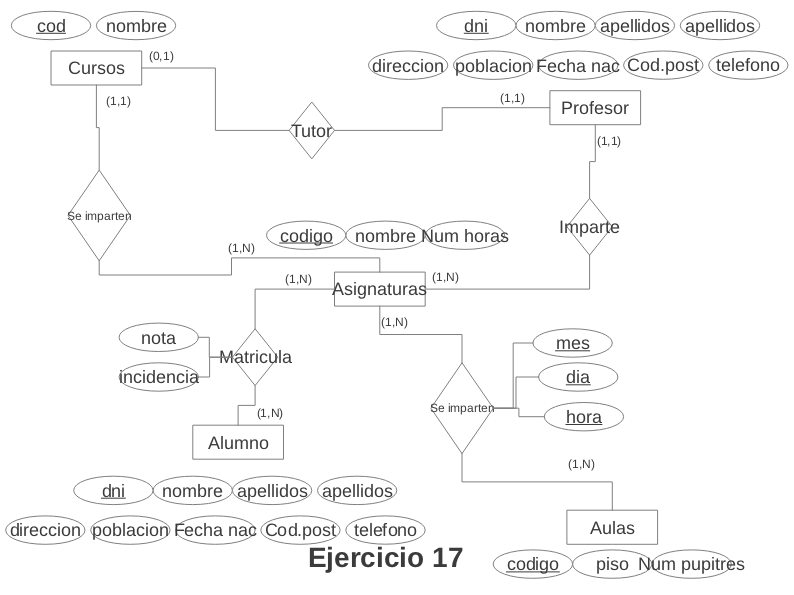 cod nombre
dni nombre apellidos apellidos
direccion poblacion Fecha nac Cod.post telefono
Cursos
(0,1)
(1,1)
(1,1)
Profesor
Tutor
(1,1)
Se imparten
Imparte
codigo nombre Num horas
(1,N)
(1,N)
(1,N)
Asignaturas
(1,N)
nota
incidencia
Matricula
(1,N)
Alumno
mes
dia
hora
Se imparten
(1,N)
Aulas
codigo piso Num pupitres
dni nombre apellidos apellidos
direccion poblacion Fecha nac Cod.post telefono
Ejercicio 17